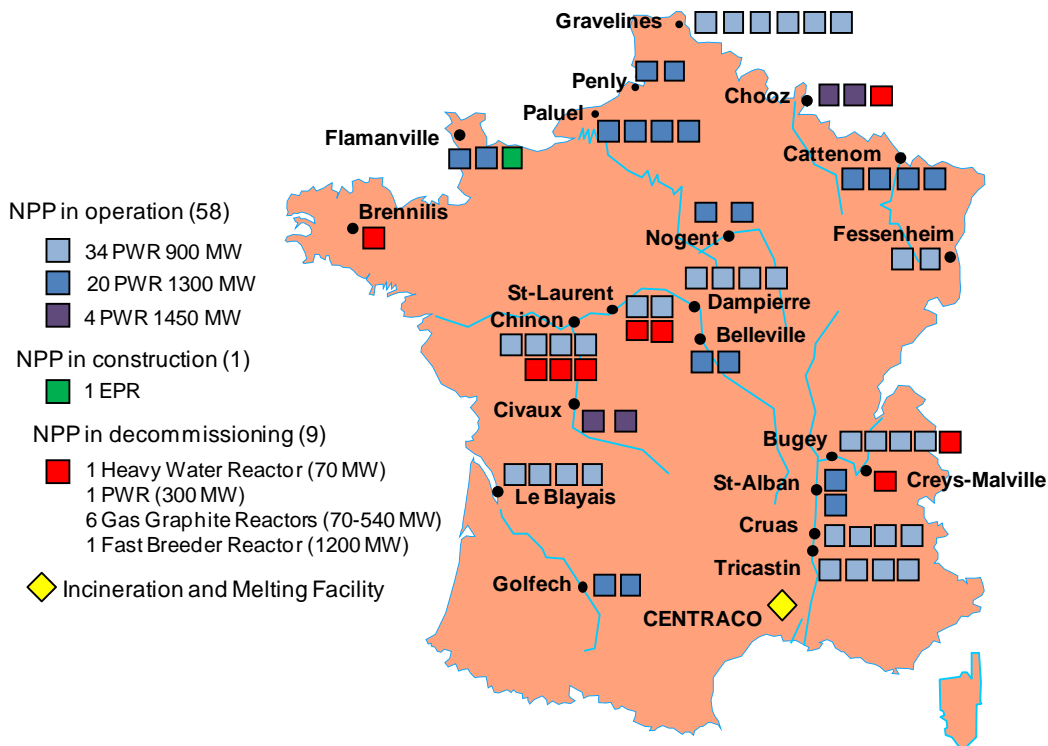 Gravelines
Penly
Chooz
Paluel
Flamanville
Cattenom
NPP in operation (58)
Brennilis
Nogent
Fessenheim
34 PWR 900 MW
20 PWR 1300 MW
St-Laurent
Dampierre
4 PWR 1450 MW
Chinon
Belleville
NPP in construction (1)
1 EPR
Civaux
NPP in decommissioning (9)
Bugey
1 Heavy Water Reactor (70 MW)
St-Alban
Creys-Malville
1 PWR (300 MW)
Le Blayais
6 Gas Graphite Reactors (70-540 MW)
Cruas
1 Fast Breeder Reactor (1200 MW)
Tricastin
Incineration and Melting Facility
Golfech
CENTRACO